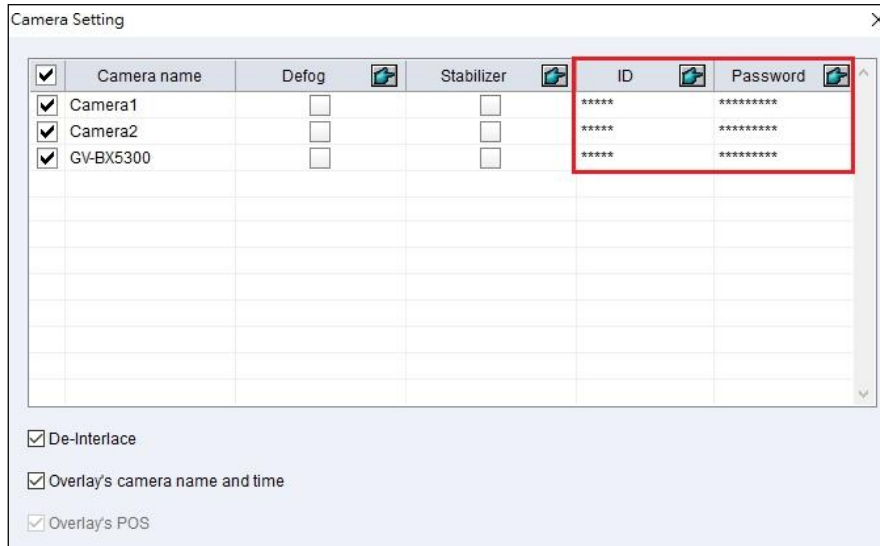 Camera Setting
Camera name Defog Stabilizer ID Password
Camera1 ***** *********
Camera2 ***** *********
GV-BX5300 ***** *********
De-Interlace
Overlay's camera name and time
Overlay's POS